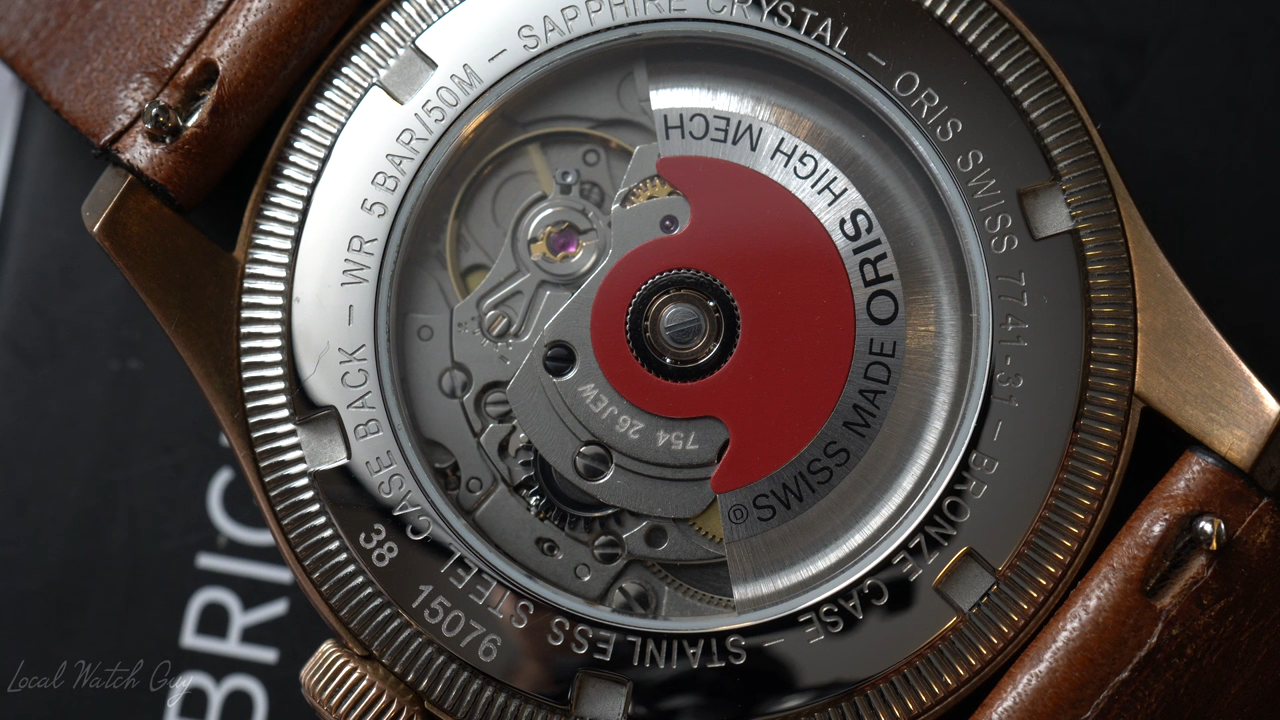 WR 5 BAR/50M – SAPPHIRE CRYSTAL – ORIS SWISS 7741-31 – BRONZE CASE – STAINLESS STEEL CASE BACK –
38 15076
ⒹSWISS MADE ORIS HIGH MECH
754 26 JEW
BRIC
Local Watch Guy